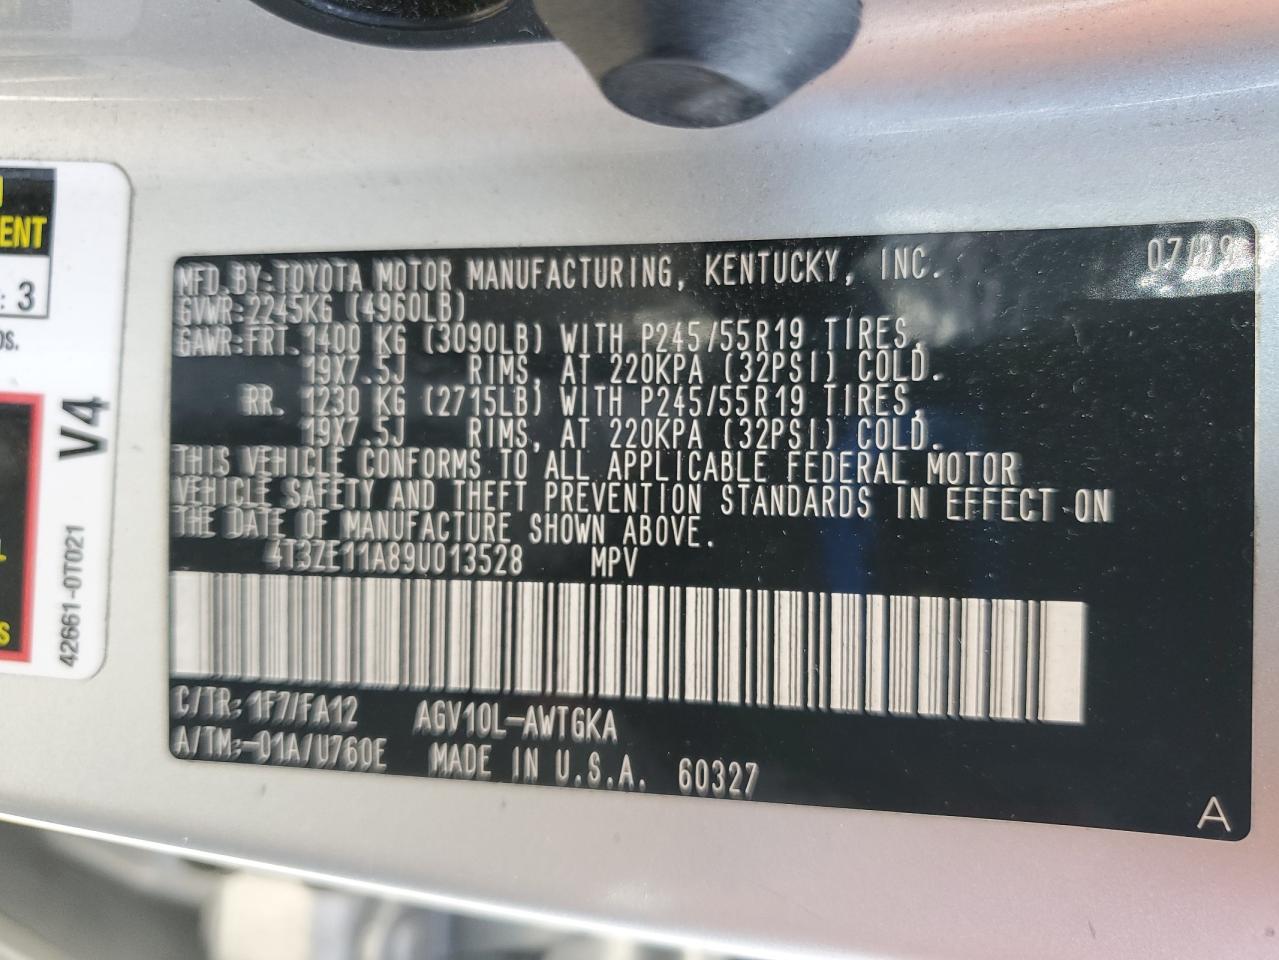 ENT
: 3
OS.
V4
42661-0T021
S
07/09
MFD.BY:TOYOTA MOTOR MANUFACTURING, KENTUCKY, INC.
GVWR:2245KG (4960LB)
GAWR:FRT. 1400 KG (3090LB) WITH P245/55R19 TIRES,
19X7.5J RIMS, AT 220KPA (32PSI) COLD.
RR. 1230 KG (2715LB) WITH P245/55R19 TIRES,
19X7.5J RIMS, AT 220KPA (32PSI) COLD.
THIS VEHICLE CONFORMS TO ALL APPLICABLE FEDERAL MOTOR
VEHICLE SAFETY AND THEFT PREVENTION STANDARDS IN EFFECT ON
THE DATE OF MANUFACTURE SHOWN ABOVE.
4T3ZE11A89U013528 MPV
C/TR: 1F7/FA12 AGV10L-AWTGKA
A/TM:-01A/U760E MADE IN U.S.A. 60327
A